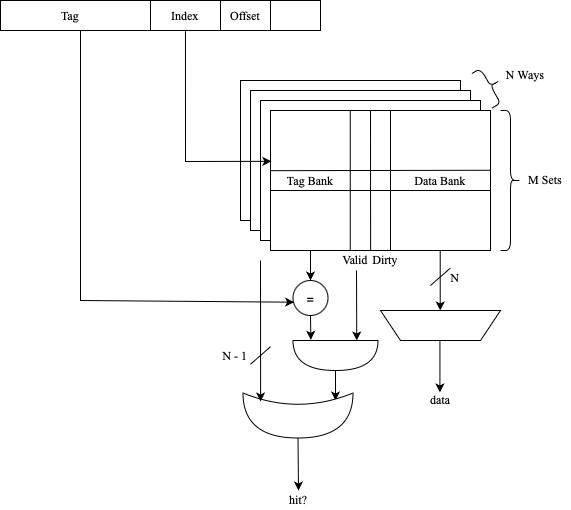 Tag Index Offset
N Ways
M Sets
Tag Bank Data Bank
Valid Dirty
N
=
N - 1
data
hit?